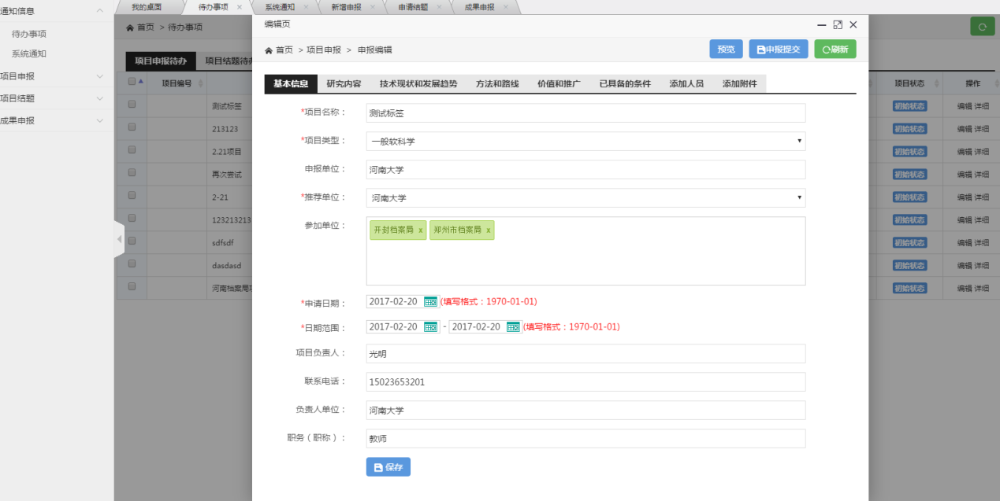 通知信息
待办事项
系统通知
项目申报
项目结题
成果申报
我的桌面 待办事项 × 系统通知 × 新增申报 × 申请结题 × 成果申报 ×
首页 > 待办事项
项目申报待办 项目结题待
项目编号 项目状态 操作
测试标签 初始状态 编辑 详细
213123 初始状态 编辑 详细
2.21项目 初始状态 编辑 详细
再次尝试 初始状态 编辑 详细
2-21 初始状态 编辑 详细
123213213 初始状态 编辑 详细
sdfsdf 初始状态 编辑 详细
dasdasd 初始状态 编辑 详细
河南档案局 初始状态 编辑 详细
编辑页
首页 > 项目申报 > 申报编辑
预览 申报提交 刷新
基本信息 研究内容 技术现状和发展趋势 方法和路线 价值和推广 已具备的条件 添加人员 添加附件
*项目名称： 测试标签
*项目类型： 一般软科学
申报单位： 河南大学
*推荐单位： 河南大学
参加单位： 开封档案局 x 郑州市档案局 x
*申请日期： 2017-02-20 (填写格式：1970-01-01)
*日期范围： 2017-02-20 - 2017-02-20 (填写格式：1970-01-01)
项目负责人： 光明
联系电话： 15023653201
负责人单位： 河南大学
职务（职称）： 教师
保存